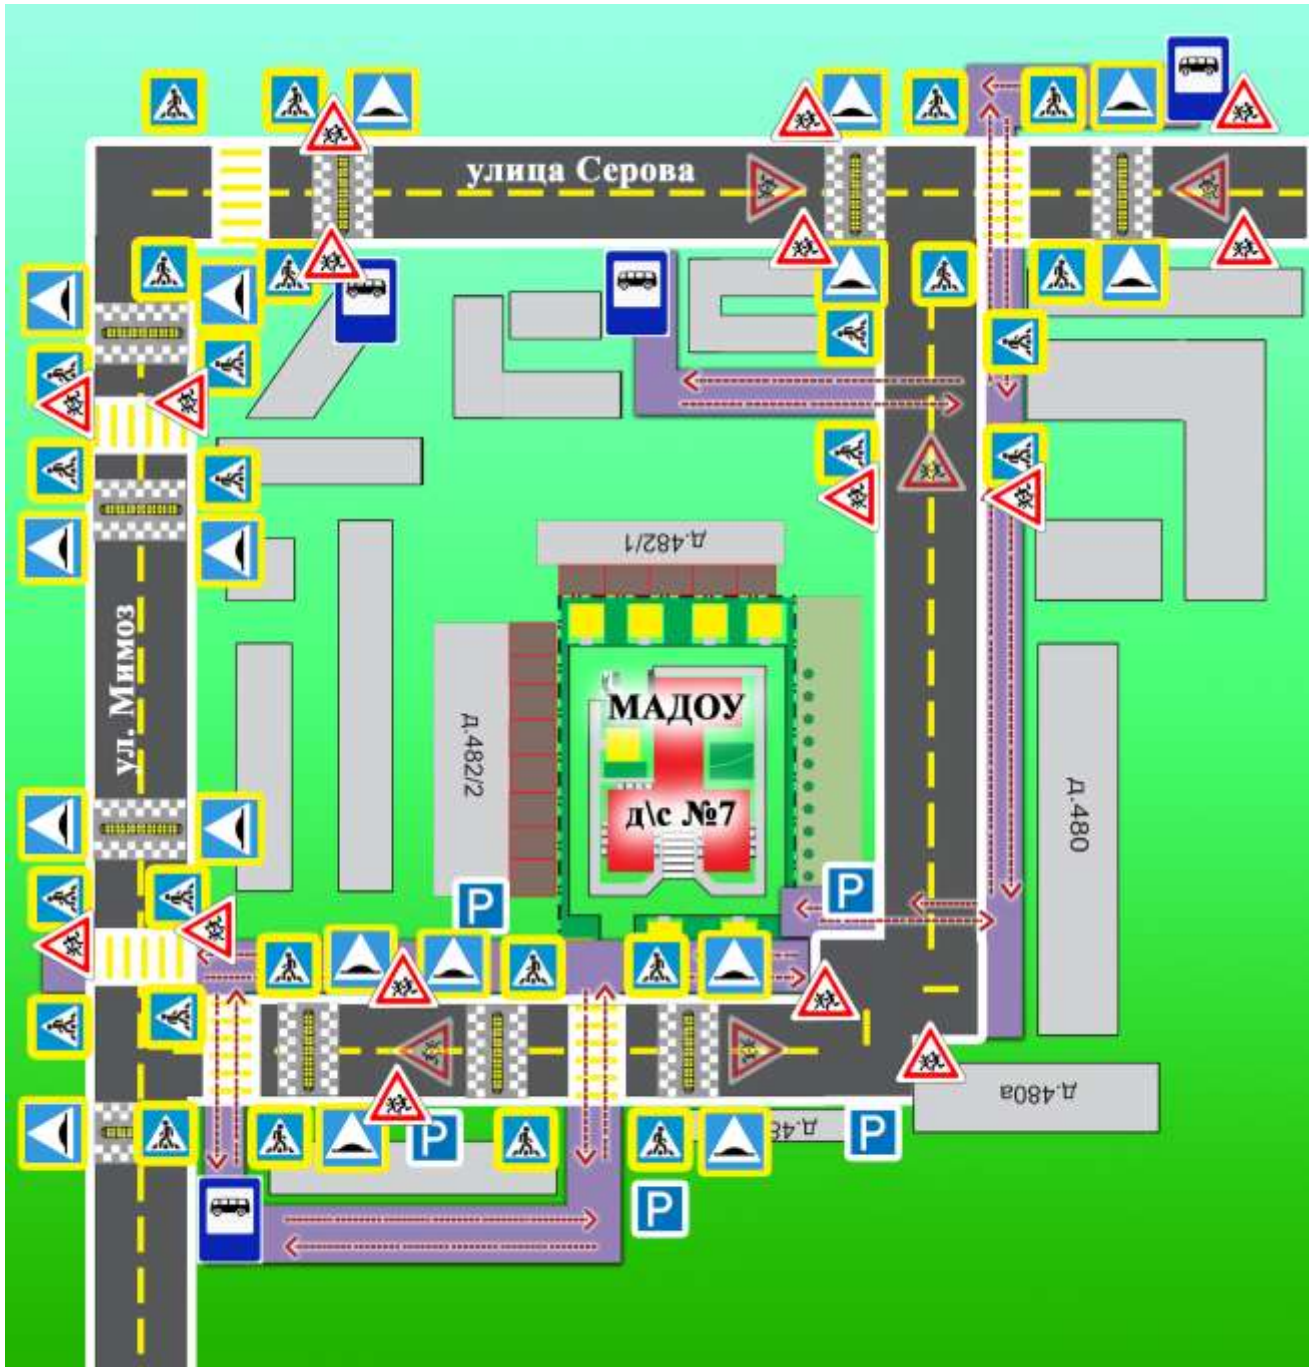 улица Серова
д.482/1
ул. Мимоз
МАДОУ
д.482/2
д\с №7
д.480
P
P
д.480а
P
P
P